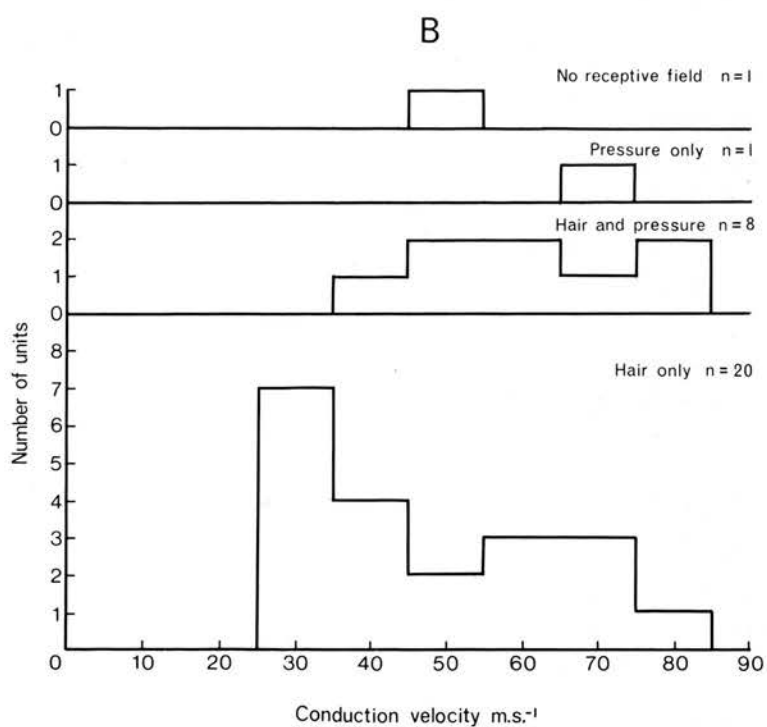 B
No receptive field n=1
1
0
Pressure only n=1
1
0
Hair and pressure n=8
2
1
0
Hair only n=20
8
7
6
5
4
3
2
1
Number of units
0 10 20 30 40 50 60 70 80 90
Conduction velocity m.s.-1